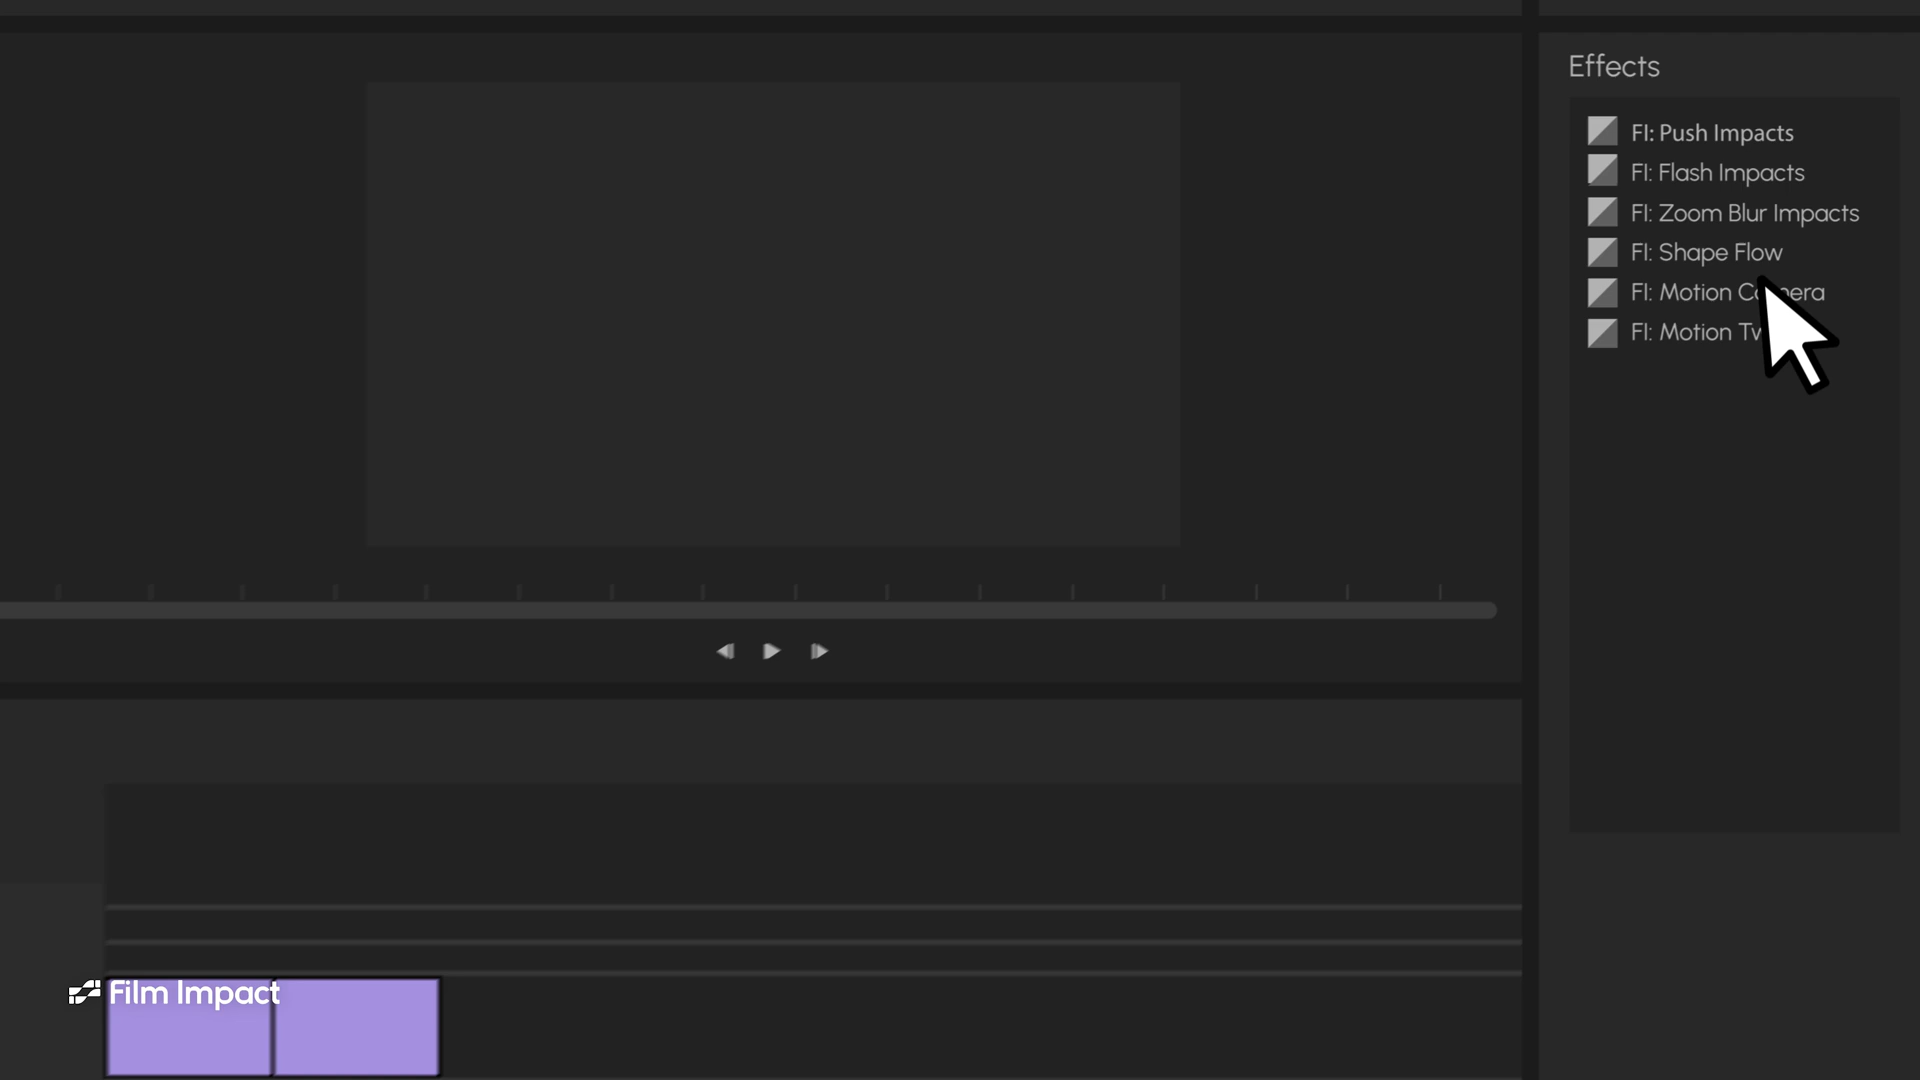 Effects
FI: Push Impacts
FI: Flash Impacts
FI: Zoom Blur Impacts
FI: Shape Flow
FI: Motion
FI: Motion
Film Impact